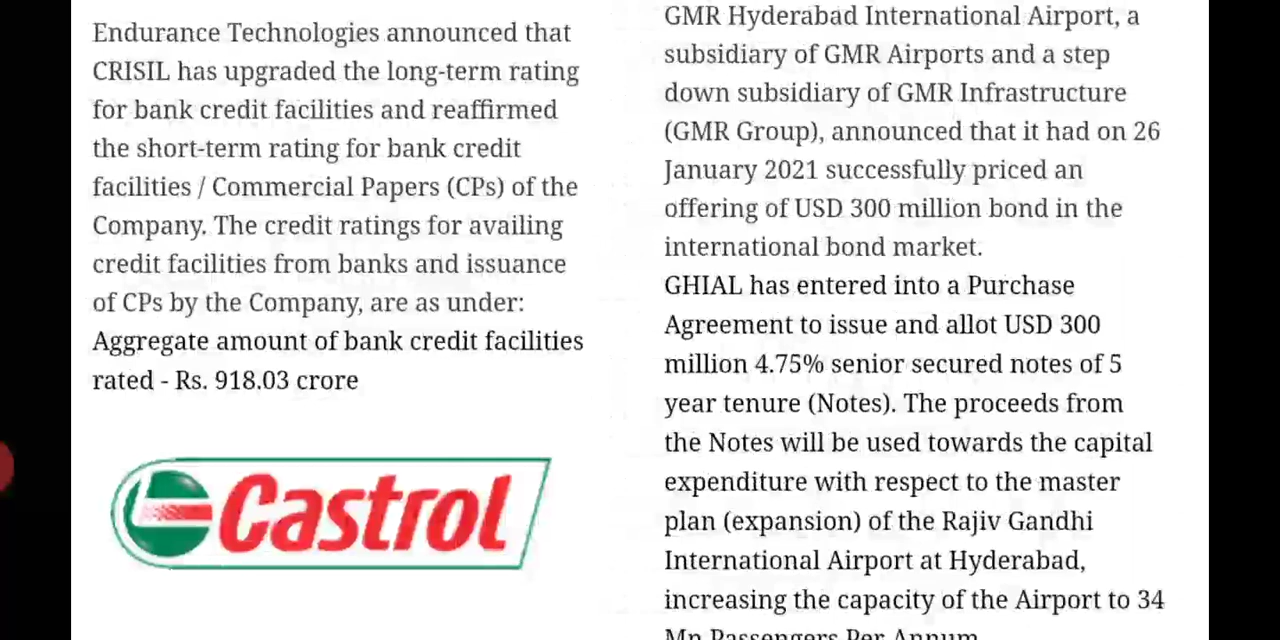 Endurance Technologies announced that
CRISIL has upgraded the long-term rating
for bank credit facilities and reaffirmed
the short-term rating for bank credit
facilities / Commercial Papers (CPs) of the
Company. The credit ratings for availing
credit facilities from banks and issuance
of CPs by the Company, are as under:
Aggregate amount of bank credit facilities
rated - Rs. 918.03 crore
Castrol
GMR Hyderabad International Airport, a
subsidiary of GMR Airports and a step
down subsidiary of GMR Infrastructure
(GMR Group), announced that it had on 26
January 2021 successfully priced an
offering of USD 300 million bond in the
international bond market.
GHIAL has entered into a Purchase
Agreement to issue and allot USD 300
million 4.75% senior secured notes of 5
year tenure (Notes). The proceeds from
the Notes will be used towards the capital
expenditure with respect to the master
plan (expansion) of the Rajiv Gandhi
International Airport at Hyderabad,
increasing the capacity of the Airport to 34
Mn Passengers Per Annum